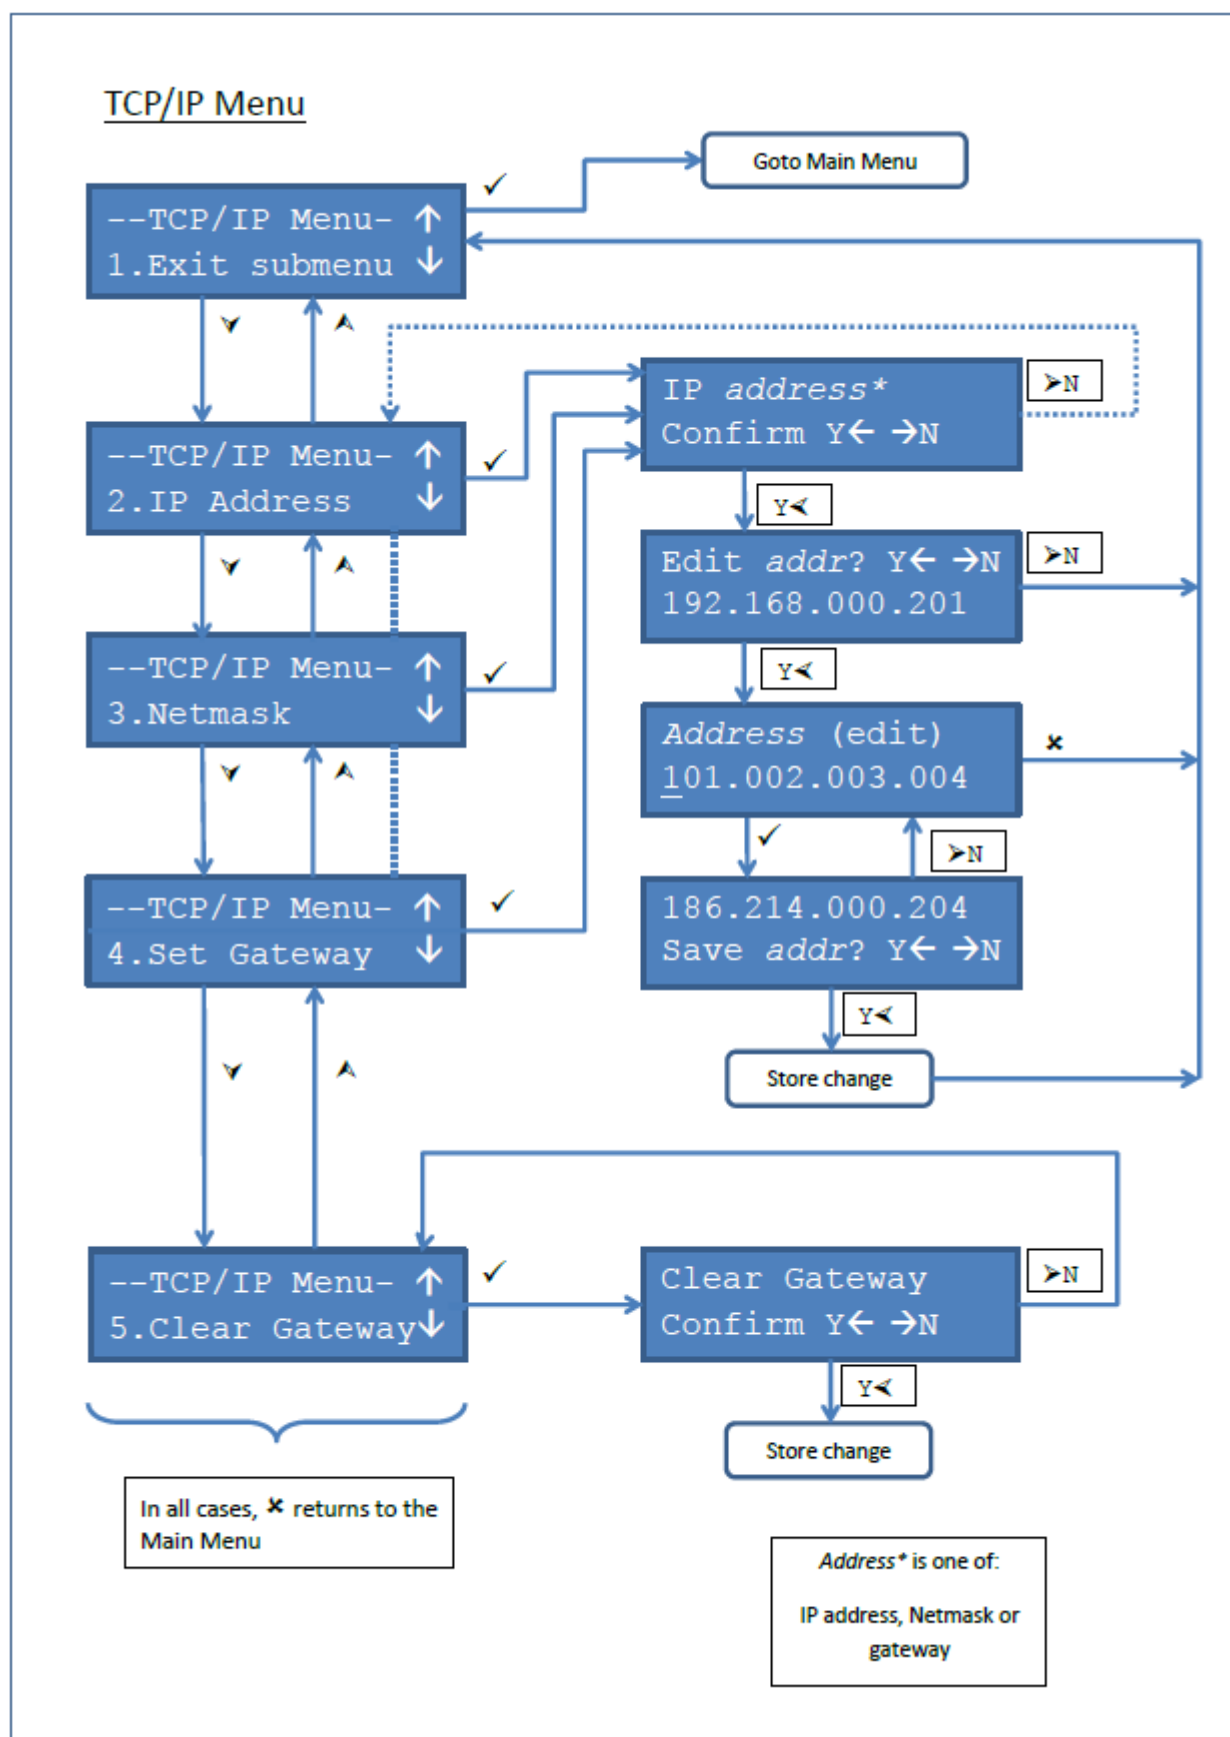 TCP/IP Menu
Goto Main Menu
✓
--TCP/IP Menu- ↑
1.Exit submenu ↓
⮟ ⮝
IP address*
Confirm Y← →N
➢N
--TCP/IP Menu- ↑
2.IP Address ↓
✓
Y⮜
⮟ ⮝
Edit addr? Y← →N
192.168.000.201
➢N
--TCP/IP Menu- ↑
3.Netmask ↓
✓
Y⮜
⮟ ⮝
Address (edit)
101.002.003.004
×
✓
➢N
--TCP/IP Menu- ↑
4.Set Gateway ↓
✓
186.214.000.204
Save addr? Y← →N
Y⮜
⮟ ⮝
Store change
--TCP/IP Menu- ↑
5.Clear Gateway↓
✓
Clear Gateway
Confirm Y← →N
➢N
Y⮜
Store change
In all cases, × returns to the
Main Menu
Address* is one of:
IP address, Netmask or
gateway